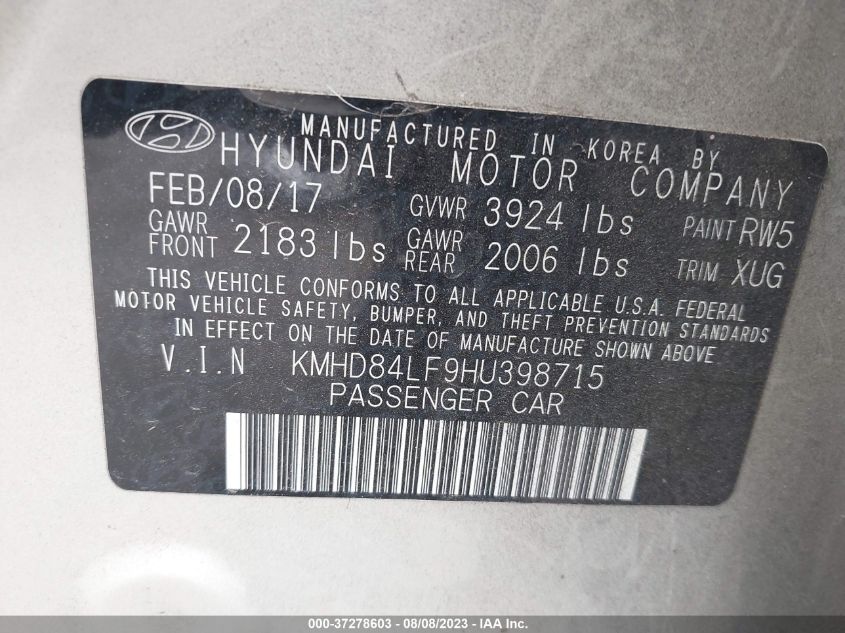 MANUFACTURED IN KOREA BY
HYUNDAI MOTOR COMPANY
FEB/08/17 GVWR 3924 lbs PAINT RW5
GAWR FRONT 2183 lbs GAWR REAR 2006 lbs TRIM XUG
THIS VEHICLE CONFORMS TO ALL APPLICABLE U.S.A. FEDERAL
MOTOR VEHICLE SAFETY, BUMPER, AND THEFT PREVENTION STANDARDS
IN EFFECT ON THE DATE OF MANUFACTURE SHOWN ABOVE
V.I.N KMHD84LF9HU398715
PASSENGER CAR
000-37278603 - 08/08/2023 - IAA Inc.